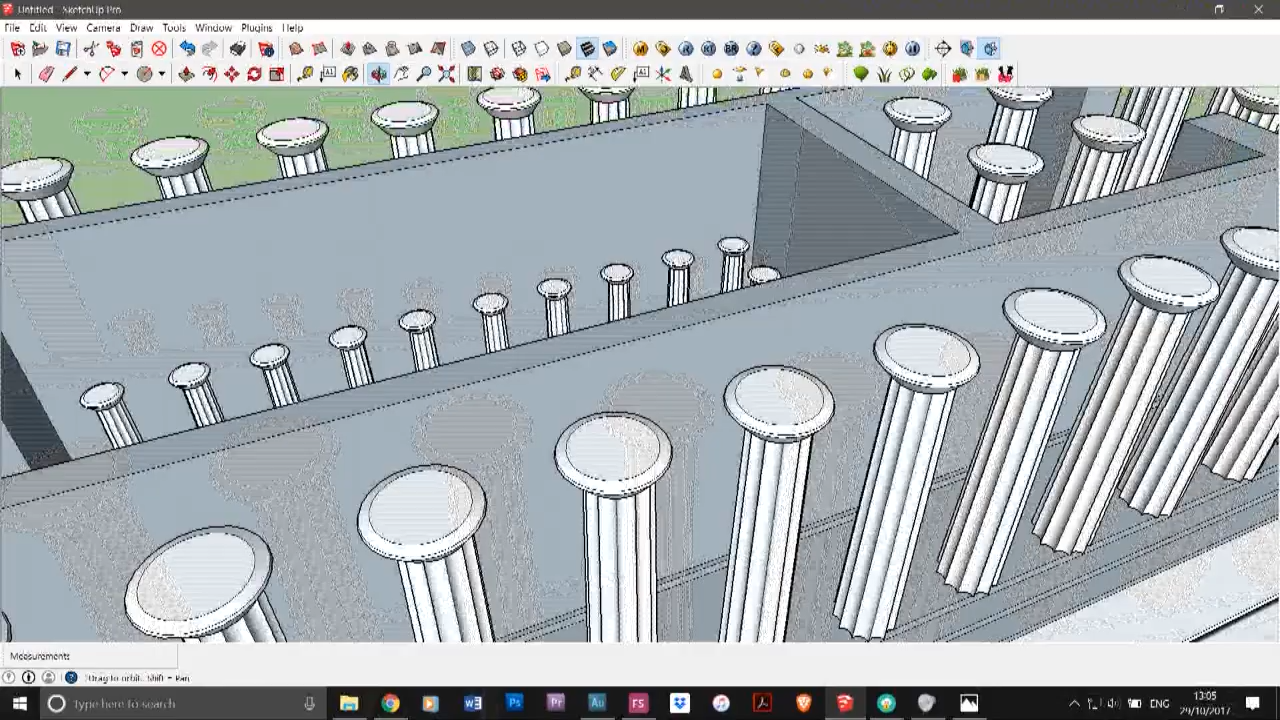 Untitled - SketchUp Pro
File Edit View Camera Draw Tools Window Plugins Help
Measurements
Drag to orbit. Shift = Pan
Type here to search
ENG
13:05
29/10/2017